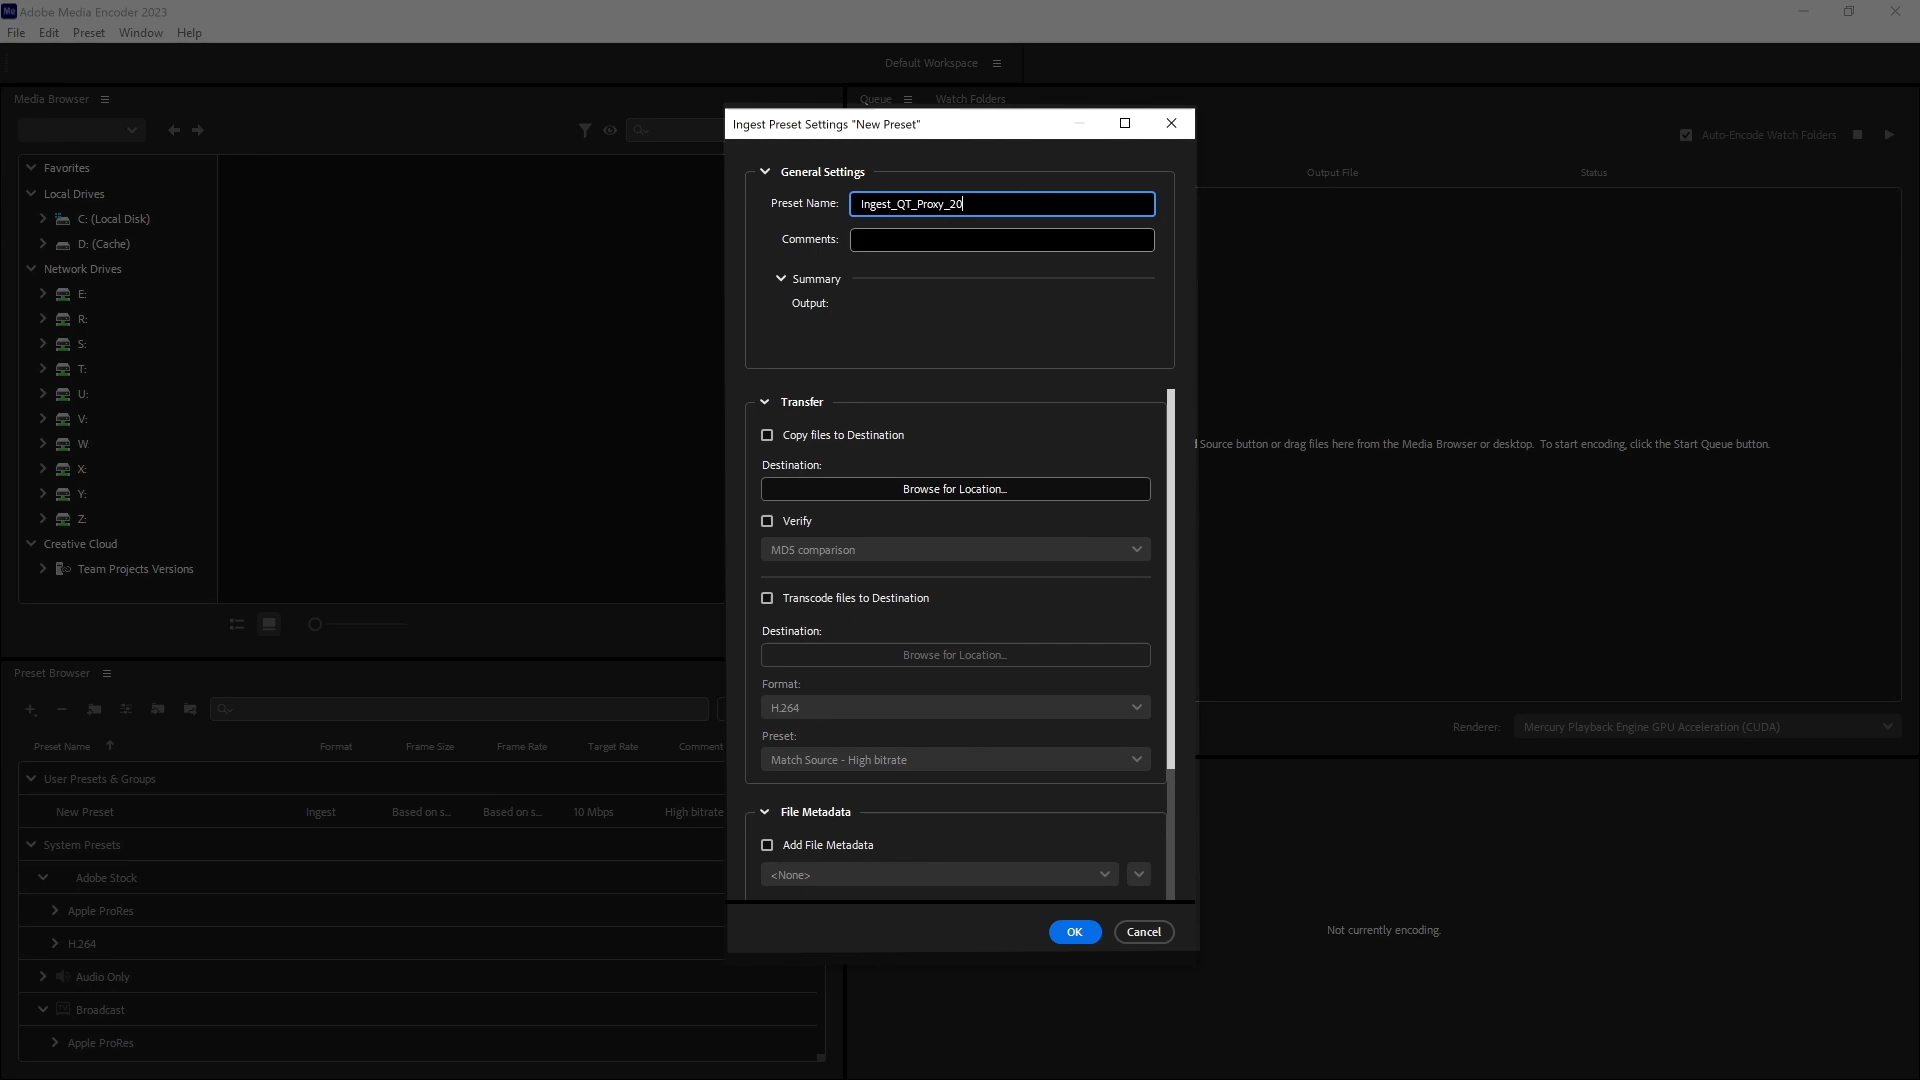 Me Adobe Media Encoder 2023
File Edit Preset Window Help
Default Workspace
Media Browser
Favorites
Local Drives
C: (Local Disk)
D: (Cache)
Network Drives
E:
R:
S:
T:
U:
V:
W:
X:
Y:
Z:
Creative Cloud
Team Projects Versions
Preset Browser
Preset Name Format Frame Size Frame Rate Target Rate Comment
User Presets & Groups
New Preset Ingest Based on s... Based on s... 10 Mbps High bitrate
System Presets
Adobe Stock
Apple ProRes
H.264
Audio Only
Broadcast
Apple ProRes
Ingest Preset Settings "New Preset"
General Settings
Preset Name: Ingest_QT_Proxy_20
Comments:
Summary
Output:
Transfer
Copy files to Destination
Destination:
Browse for Location...
Verify
MD5 comparison
Transcode files to Destination
Destination:
Browse for Location...
Format:
H.264
Preset:
Match Source - High bitrate
File Metadata
Add File Metadata
<None>
OK Cancel
Queue Watch Folders
Auto-Encode Watch Folders
Output File Status
Source button or drag files here from the Media Browser or desktop. To start encoding, click the Start Queue button.
Renderer: Mercury Playback Engine GPU Acceleration (CUDA)
Not currently encoding.